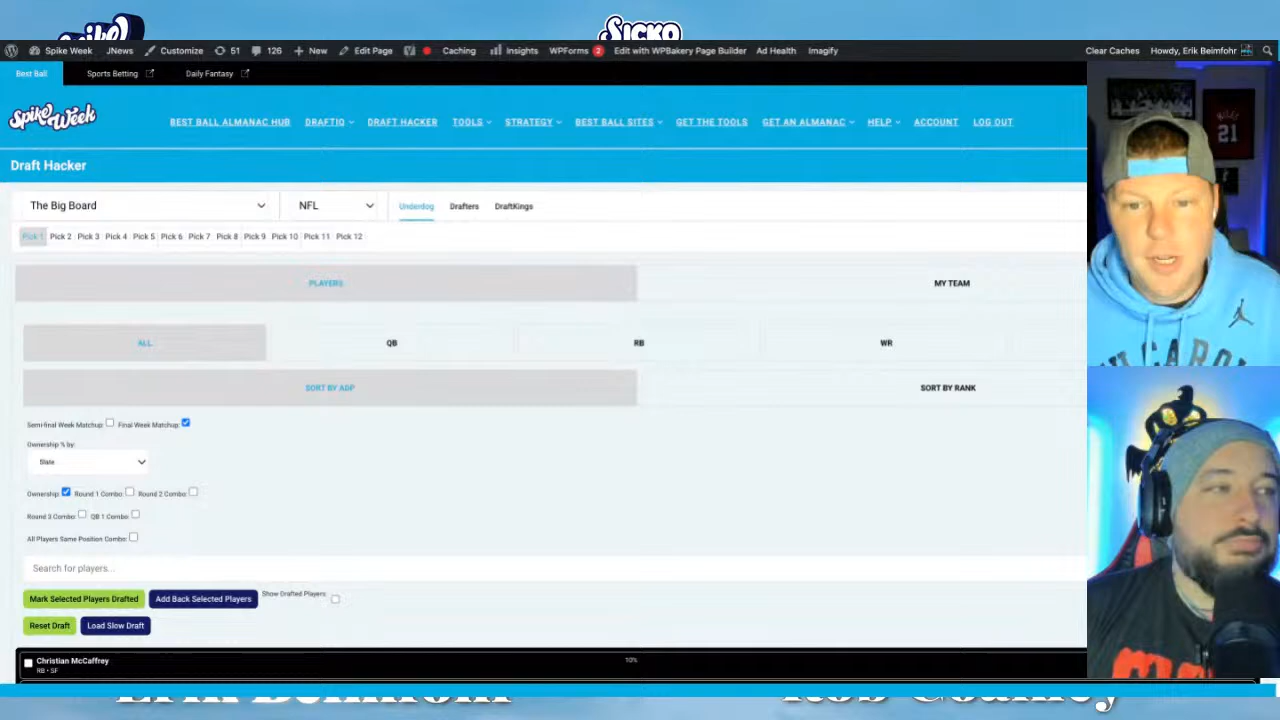 SICKO
Spike Week
JNews
Customize
51
126
New
Edit Page
Caching
Insights
WPForms 2
Edit with WPBakery Page Builder
Ad Health
Imagify
Clear Caches
Howdy, Erik Beimfohr
Best Ball
Sports Betting
Daily Fantasy
Spike Week
BEST BALL ALMANAC HUB
DRAFTIQ
DRAFT HACKER
TOOLS
STRATEGY
BEST BALL SITES
GET THE TOOLS
GET AN ALMANAC
HELP
ACCOUNT
LOG OUT
21
Draft Hacker
The Big Board
NFL
Underdog
Drafters
DraftKings
Pick 1 Pick 2 Pick 3 Pick 4 Pick 5 Pick 6 Pick 7 Pick 8 Pick 9 Pick 10 Pick 11 Pick 12
PLAYERS
MY TEAM
ALL
QB
RB
WR
SORT BY ADP
SORT BY RANK
Semi-final Week Matchup:
Final Week Matchup:
Ownership % by:
Slate
Ownership: Round 1 Combo: Round 2 Combo:
Round 3 Combo: QB 1 Combo:
All Players Same Position Combo:
Search for players...
Mark Selected Players Drafted
Add Back Selected Players
Show Drafted Players:
Reset Draft
Load Slow Draft
Christian McCaffrey
RB • SF
10%